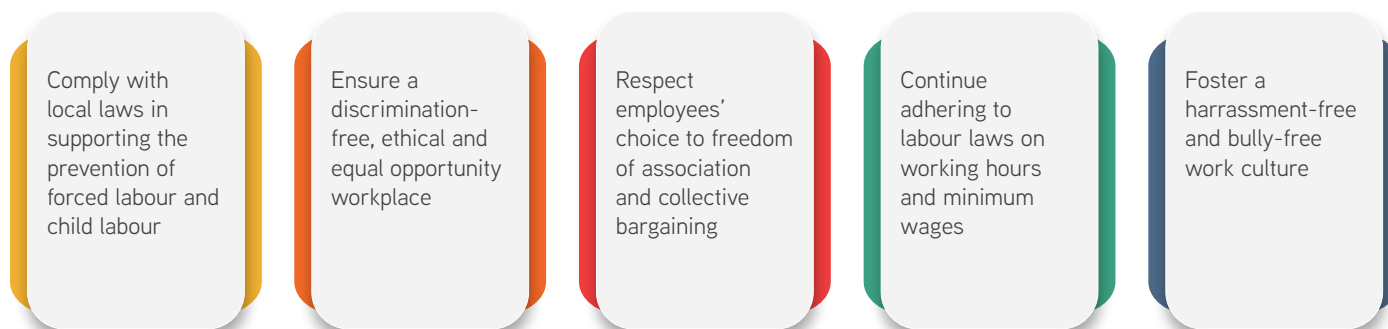 Comply with
local laws in
supporting the
prevention of
forced labour and
child labour
Ensure a
discrimination-
free, ethical and
equal opportunity
workplace
Respect
employees’
choice to freedom
of association
and collective
bargaining
Continue
adhering to
labour laws on
working hours
and minimum
wages
Foster a
harrassment-free
and bully-free
work culture